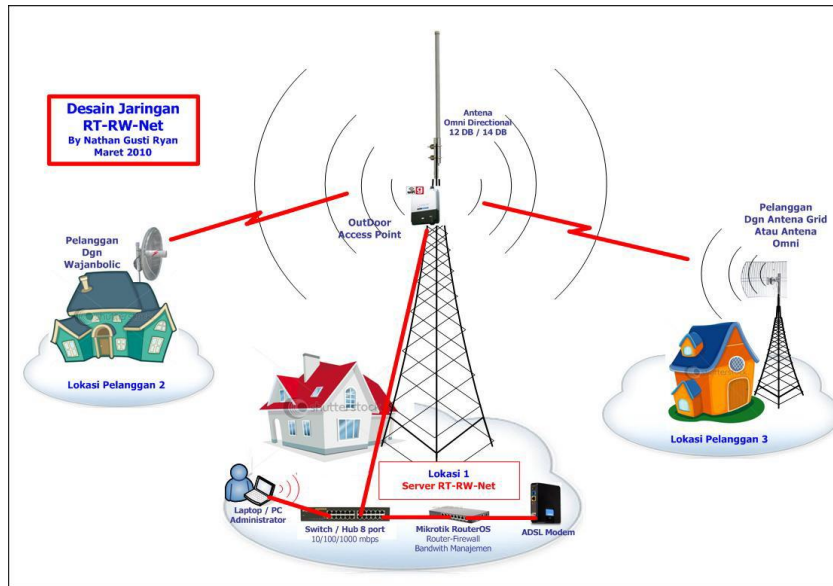 Desain Jaringan
RT-RW-Net
By Nathan Gusti Ryan
Maret 2010
Antena
Omni Directional
12 DB / 14 DB
OutDoor
Access Point
Pelanggan
Dgn
Wajanbolic
Pelanggan
Dgn Antena Grid
Atau Antena
Omni
Lokasi Pelanggan 2
shutterstock
Lokasi Pelanggan 3
Lokasi 1
Server RT-RW-Net
Laptop / PC
Administrator
Switch / Hub 8 port
10/100/1000 mbps
Mikrotik RouterOS
Router-Firewall
Bandwith Manajemen
ADSL Modem